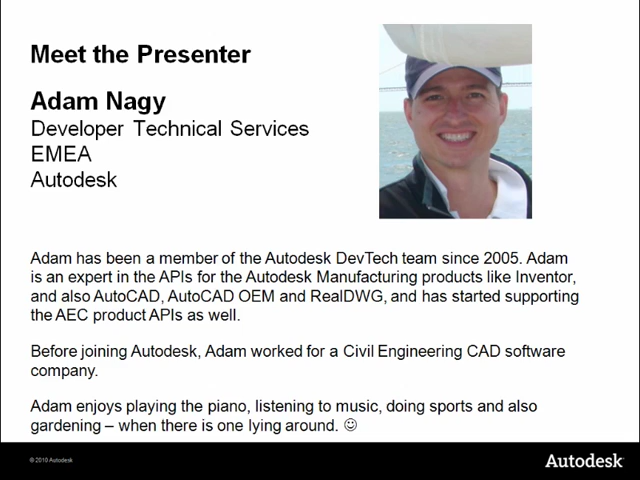 Meet the Presenter
Adam Nagy
Developer Technical Services
EMEA
Autodesk
Adam has been a member of the Autodesk DevTech team since 2005. Adam
is an expert in the APIs for the Autodesk Manufacturing products like Inventor,
and also AutoCAD, AutoCAD OEM and RealDWG, and has started supporting
the AEC product APIs as well.
Before joining Autodesk, Adam worked for a Civil Engineering CAD software
company.
Adam enjoys playing the piano, listening to music, doing sports and also
gardening – when there is one lying around. ☺
© 2010 Autodesk
Autodesk